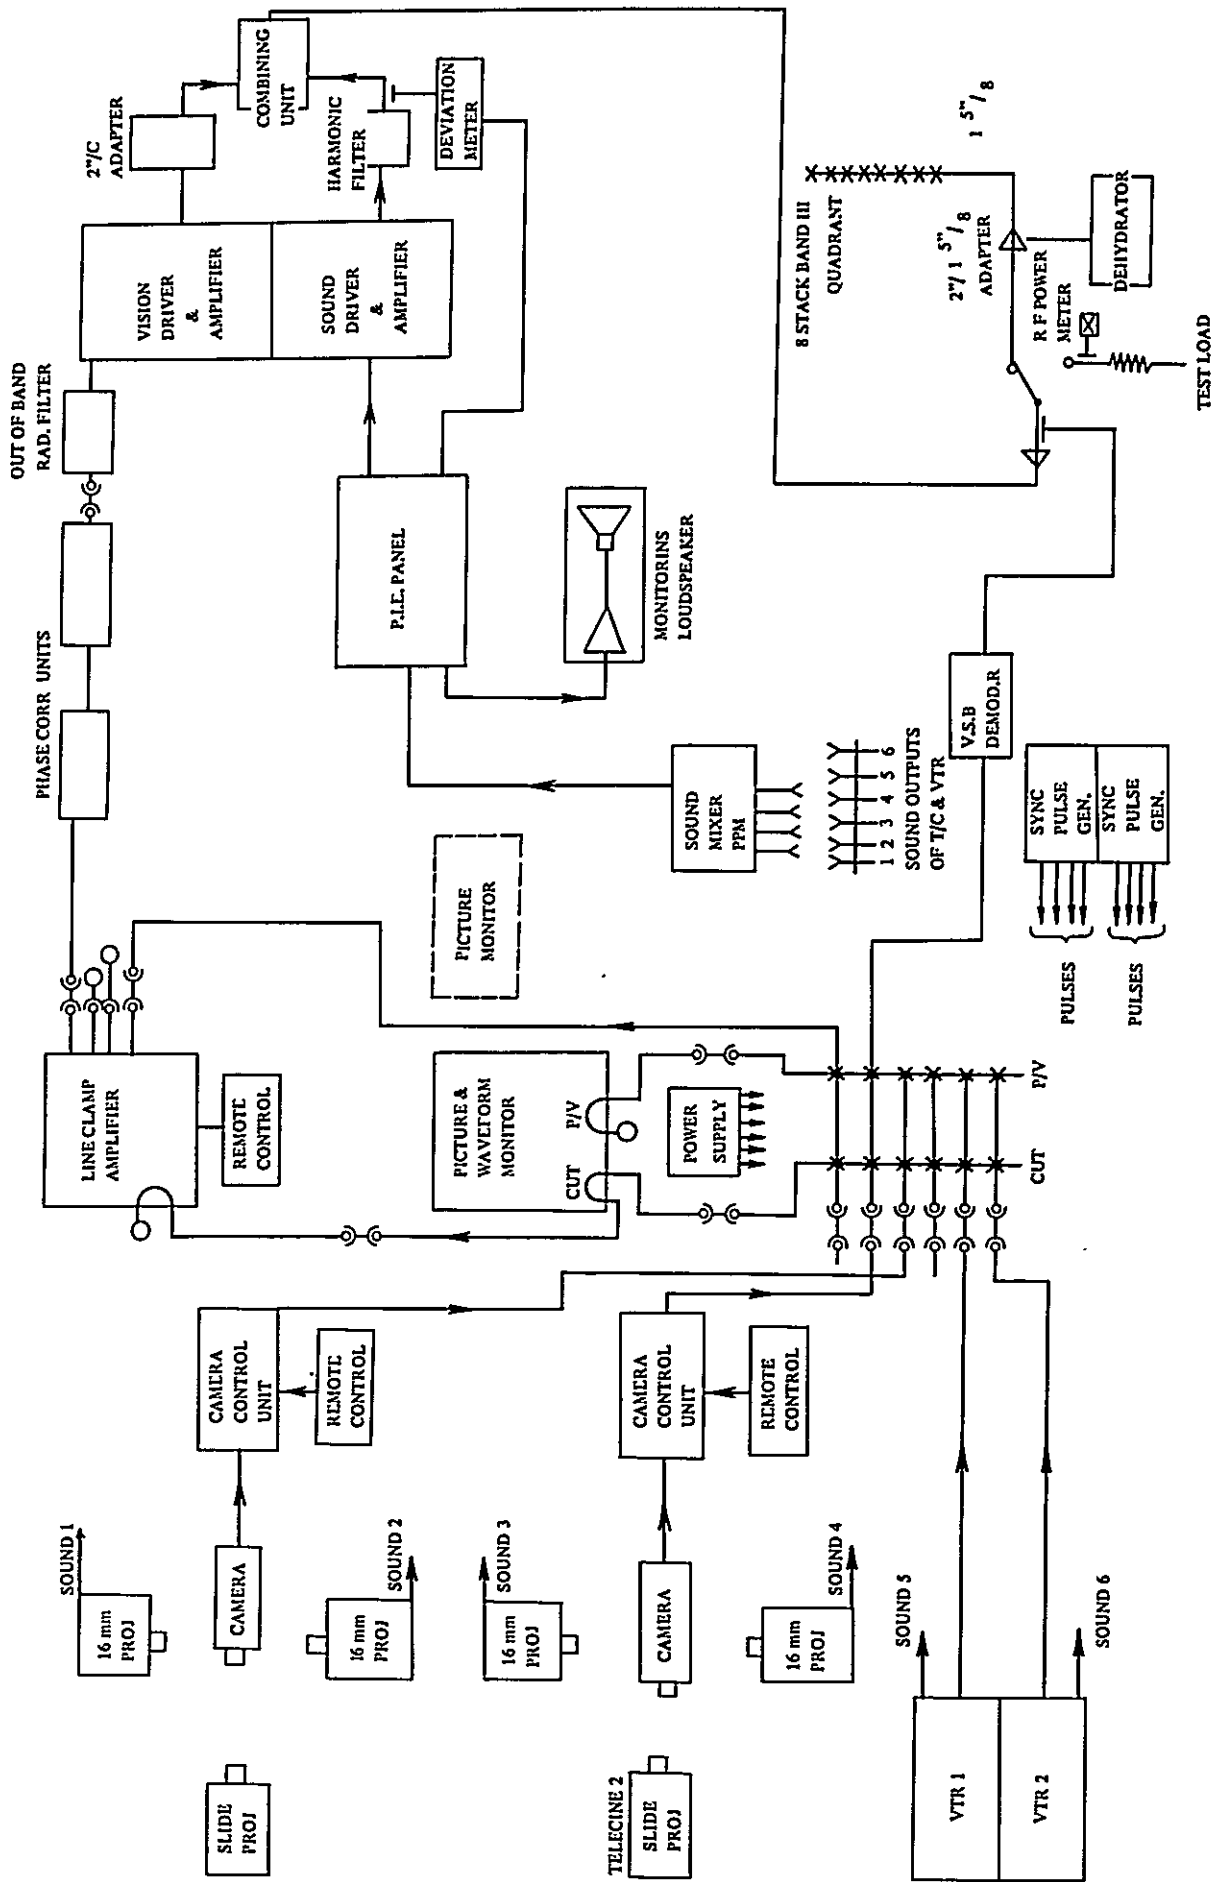 SLIDE
PROJ
16 mm
PROJ
SOUND 1
CAMERA
16 mm
PROJ
SOUND 2
CAMERA
CONTROL
UNIT
REMOTE
CONTROL
TELECINE 2
SLIDE
PROJ
16 mm
PROJ
SOUND 3
CAMERA
16 mm
PROJ
SOUND 4
CAMERA
CONTROL
UNIT
REMOTE
CONTROL
VTR 1
VTR 2
SOUND 5
SOUND 6
LINE CLAMP
AMPLIFIER
REMOTE
CONTROL
PICTURE &
WAVEFORM
MONITOR
CUT
P/V
POWER
SUPPLY
CUT
P/V
PICTURE
MONITOR
PHASE CORR UNITS
OUT OF BAND
RAD. FILTER
VISION
DRIVER
&
AMPLIFIER
SOUND
DRIVER
&
AMPLIFIER
2"/C
ADAPTER
COMBINING
UNIT
HARMONIC
FILTER
DEVIATION
METER
P.I.E. PANEL
MONITORINS
LOUDSPEAKER
SOUND
MIXER
PPM
1 2 3 4 5 6
SOUND OUTPUTS
OF T/C & VTR
V.S.B
DEMOD.R
SYNC
PULSE
GEN.
SYNC
PULSE
GEN.
PULSES
PULSES
8 STACK BAND III
QUADRANT
1 5"/8
2"/1 5"/8
ADAPTER
R F POWER
METER
DEHYDRATOR
TEST LOAD